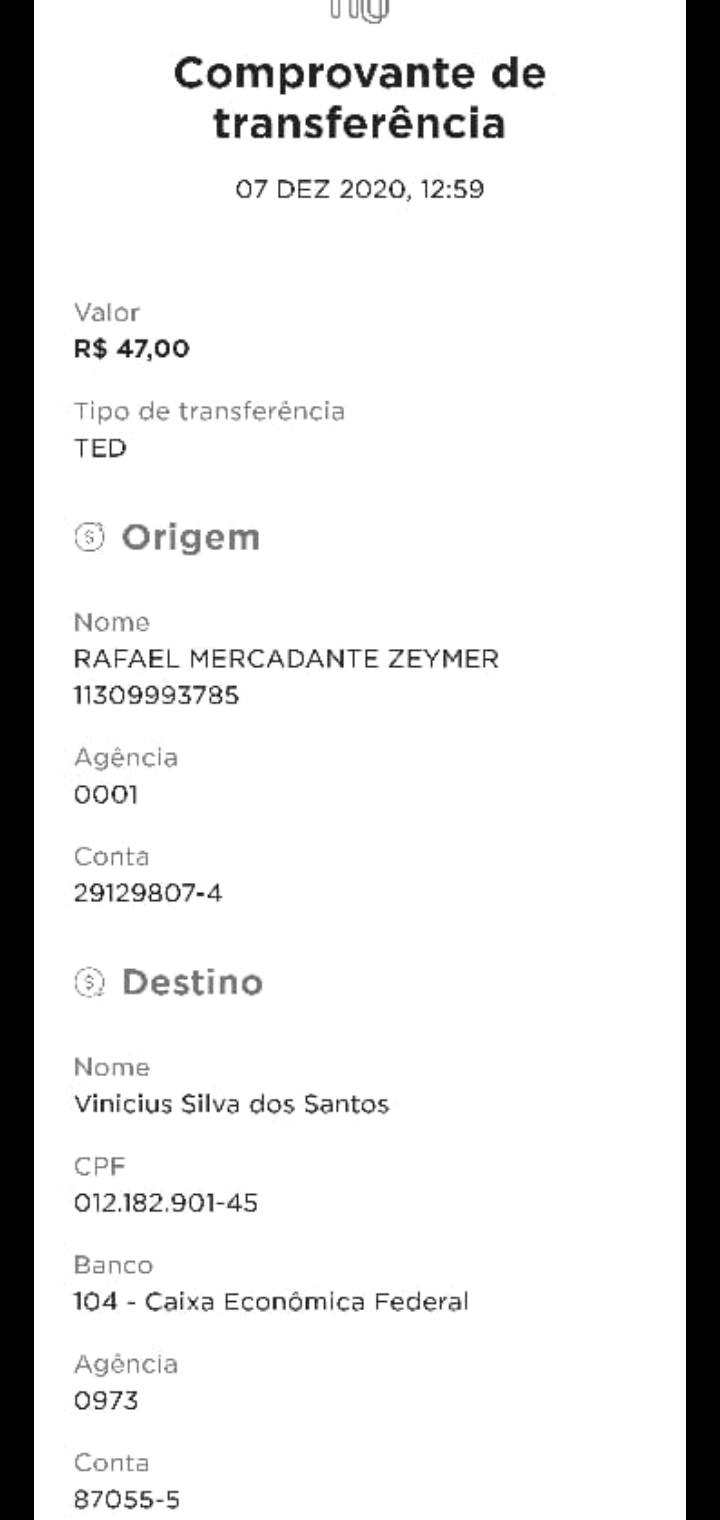 Comprovante de
transferência
07 DEZ 2020, 12:59
Valor
R$ 47,00
Tipo de transferência
TED
Origem
Nome
RAFAEL MERCADANTE ZEYMER
11309993785
Agência
0001
Conta
29129807-4
Destino
Nome
Vinicius Silva dos Santos
CPF
012.182.901-45
Banco
104 - Caixa Econômica Federal
Agência
0973
Conta
87055-5